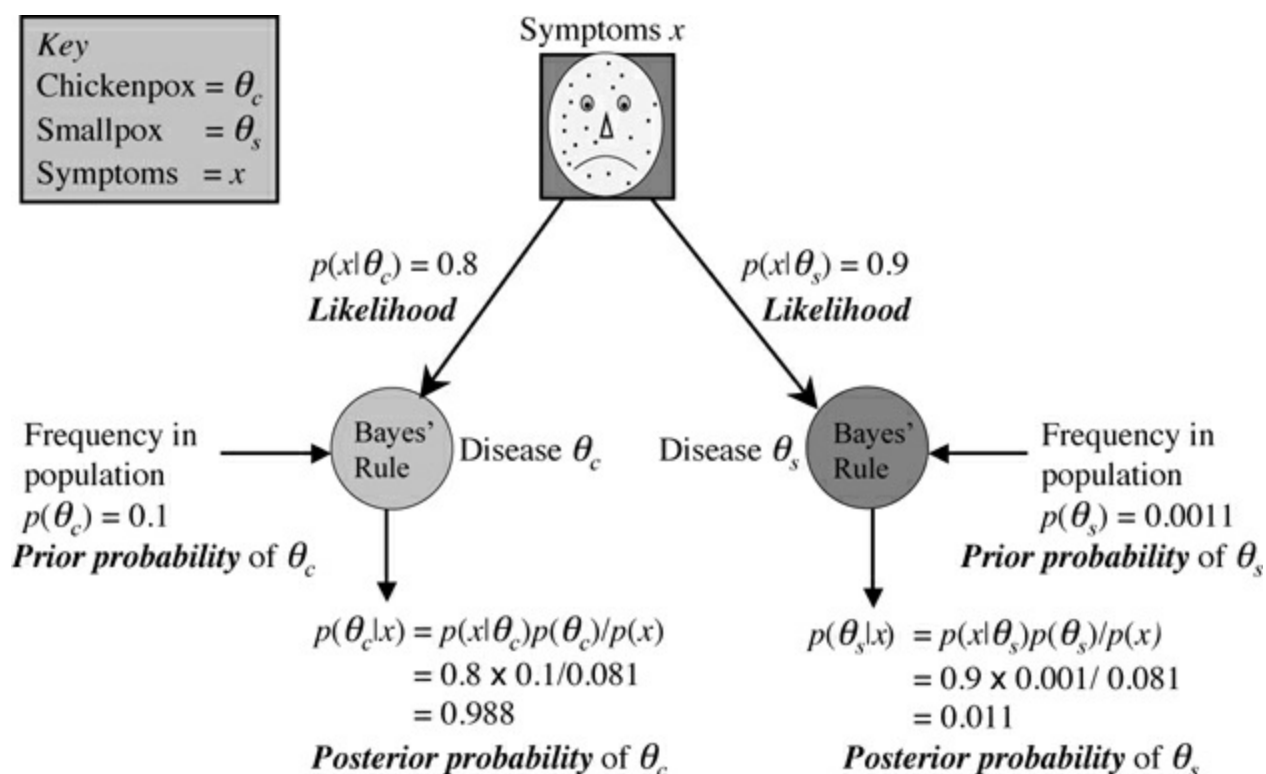 Key
Chickenpox = θc
Smallpox = θs
Symptoms = x
Symptoms x
p(x|θc) = 0.8
Likelihood
p(x|θs) = 0.9
Likelihood
Frequency in
population
p(θc) = 0.1
Prior probability of θc
Bayes’
Rule
Disease θc
Disease θs
Bayes’
Rule
Frequency in
population
p(θs) = 0.0011
Prior probability of θs
p(θc|x) = p(x|θc)p(θc)/p(x)
= 0.8 x 0.1/0.081
= 0.988
Posterior probability of θc
p(θs|x) = p(x|θs)p(θs)/p(x)
= 0.9 x 0.001/ 0.081
= 0.011
Posterior probability of θs